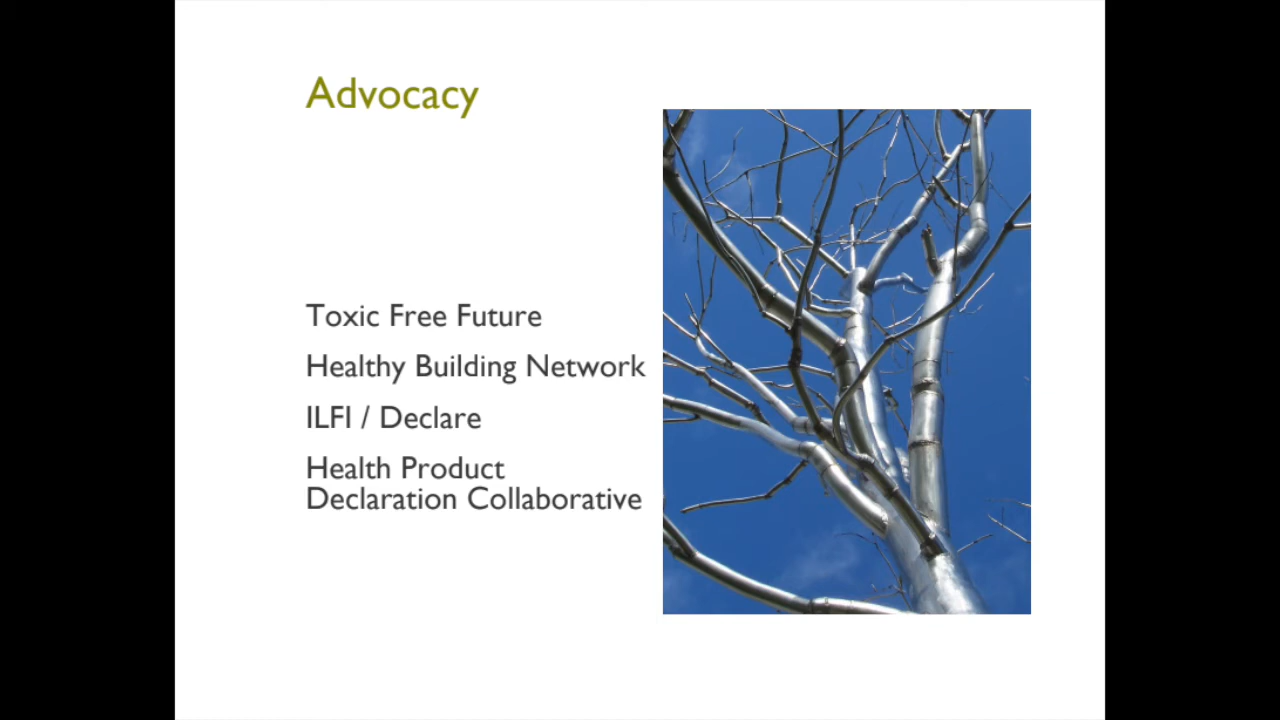 Advocacy
Toxic Free Future
Healthy Building Network
ILFI / Declare
Health Product
Declaration Collaborative